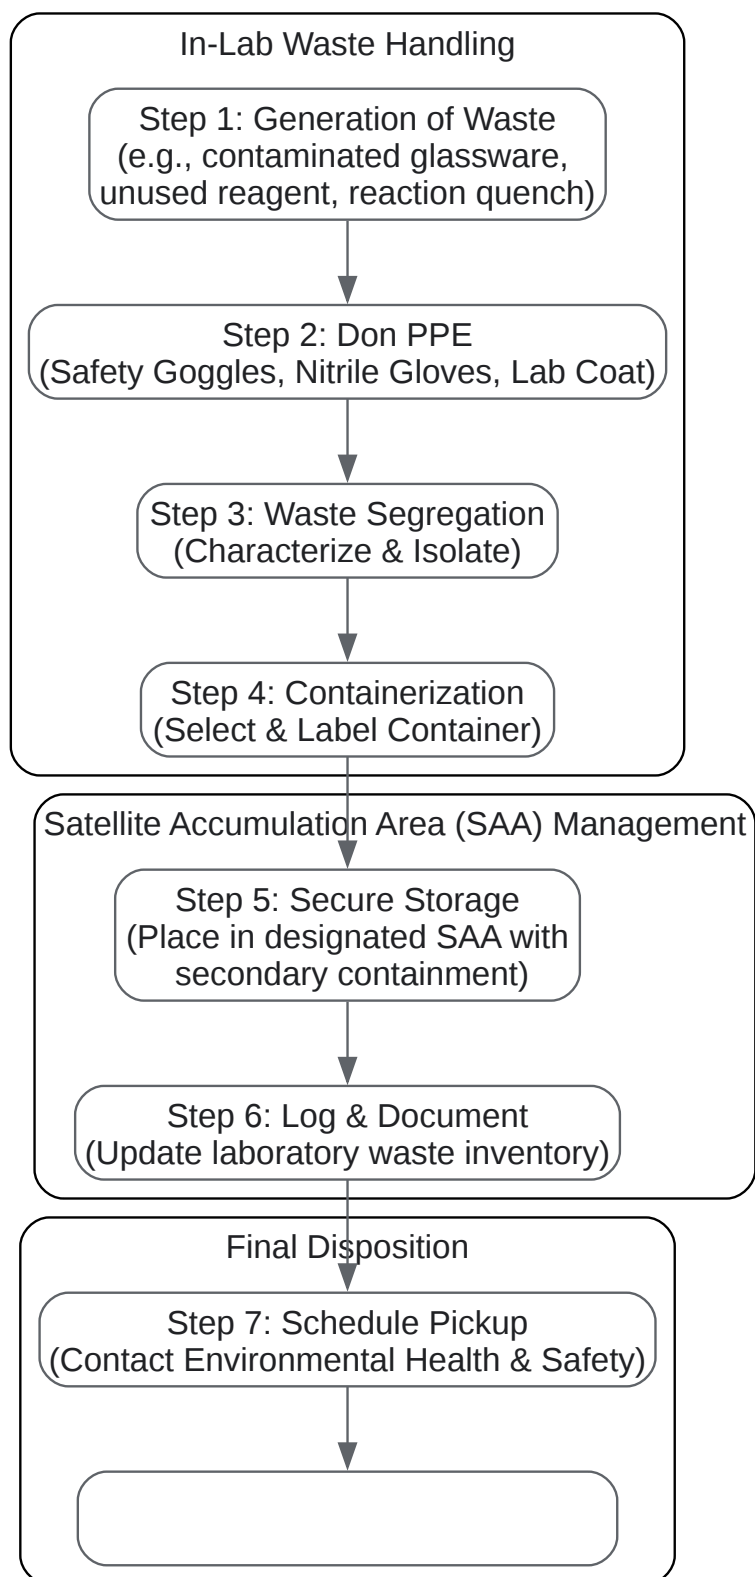 In-Lab Waste Handling
Step 1: Generation of Waste
(e.g., contaminated glassware,
unused reagent, reaction quench)
Step 2: Don PPE
(Safety Goggles, Nitrile Gloves, Lab Coat)
Step 3: Waste Segregation
(Characterize & Isolate)
Step 4: Containerization
(Select & Label Container)
Satellite Accumulation Area (SAA) Management
Step 5: Secure Storage
(Place in designated SAA with
secondary containment)
Step 6: Log & Document
(Update laboratory waste inventory)
Final Disposition
Step 7: Schedule Pickup
(Contact Environmental Health & Safety)